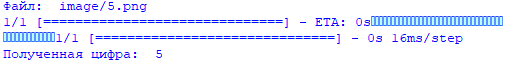 Файл:  image/5.png
1/1 [==============================] - ETA: 0s
1/1 [==============================] - 0s 16ms/step
Полученная цифра:  5